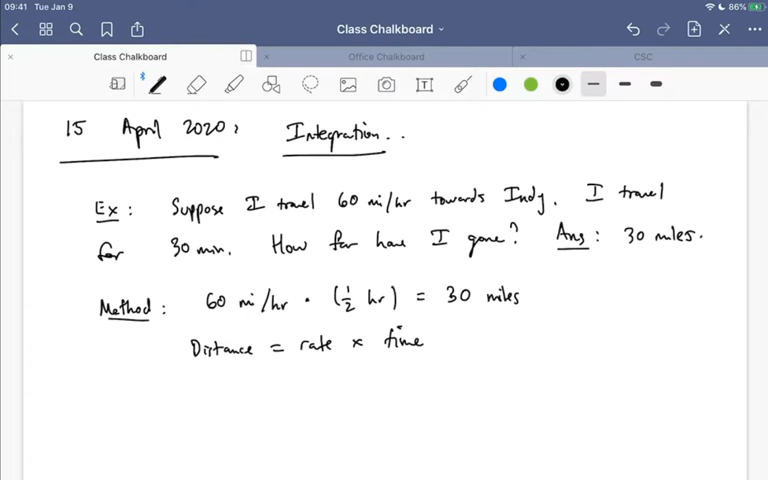 09:41 Tue Jan 9
86%
Class Chalkboard
Class Chalkboard
Office Chalkboard
CSC
15 April 2020: Integration..
Ex: Suppose I travel 60 mi/hr towards Indy. I travel
for 30 min. How far have I gone? Ans: 30 miles.
Method: 60 mi/hr · (1/2 hr) = 30 miles
Distance = rate × time